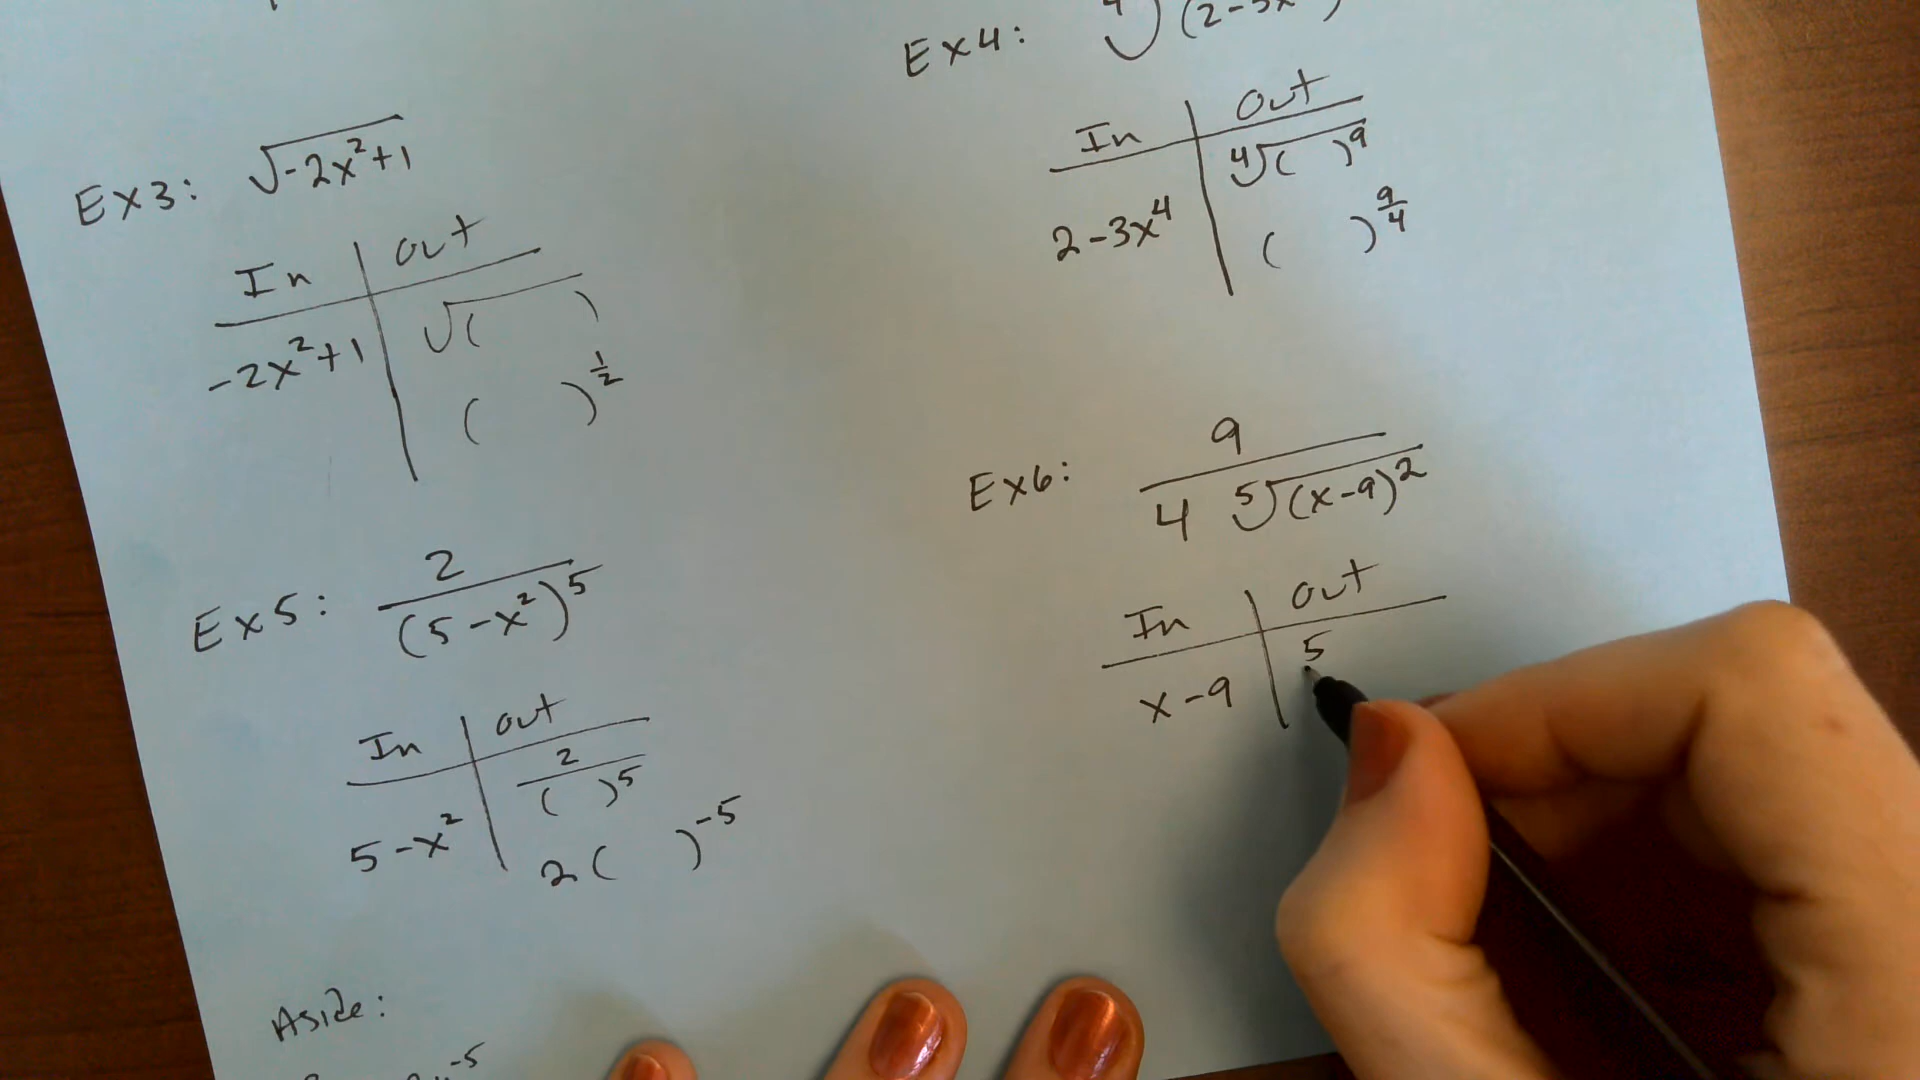 Ex4: ⁴√(2-3x )
Ex3: √-2x²+1
In | Out
-2x²+1 | √( )
( )^½
In | Out
2-3x⁴ | ⁴√( )⁹
( )^(9/4)
Ex5: 2/(5-x²)⁵
In | Out
5-x² | 2/( )⁵
2( )⁻⁵
Ex6: 9/(4 ⁵√(x-9)²)
In | Out
x-9 | 5
Aside: